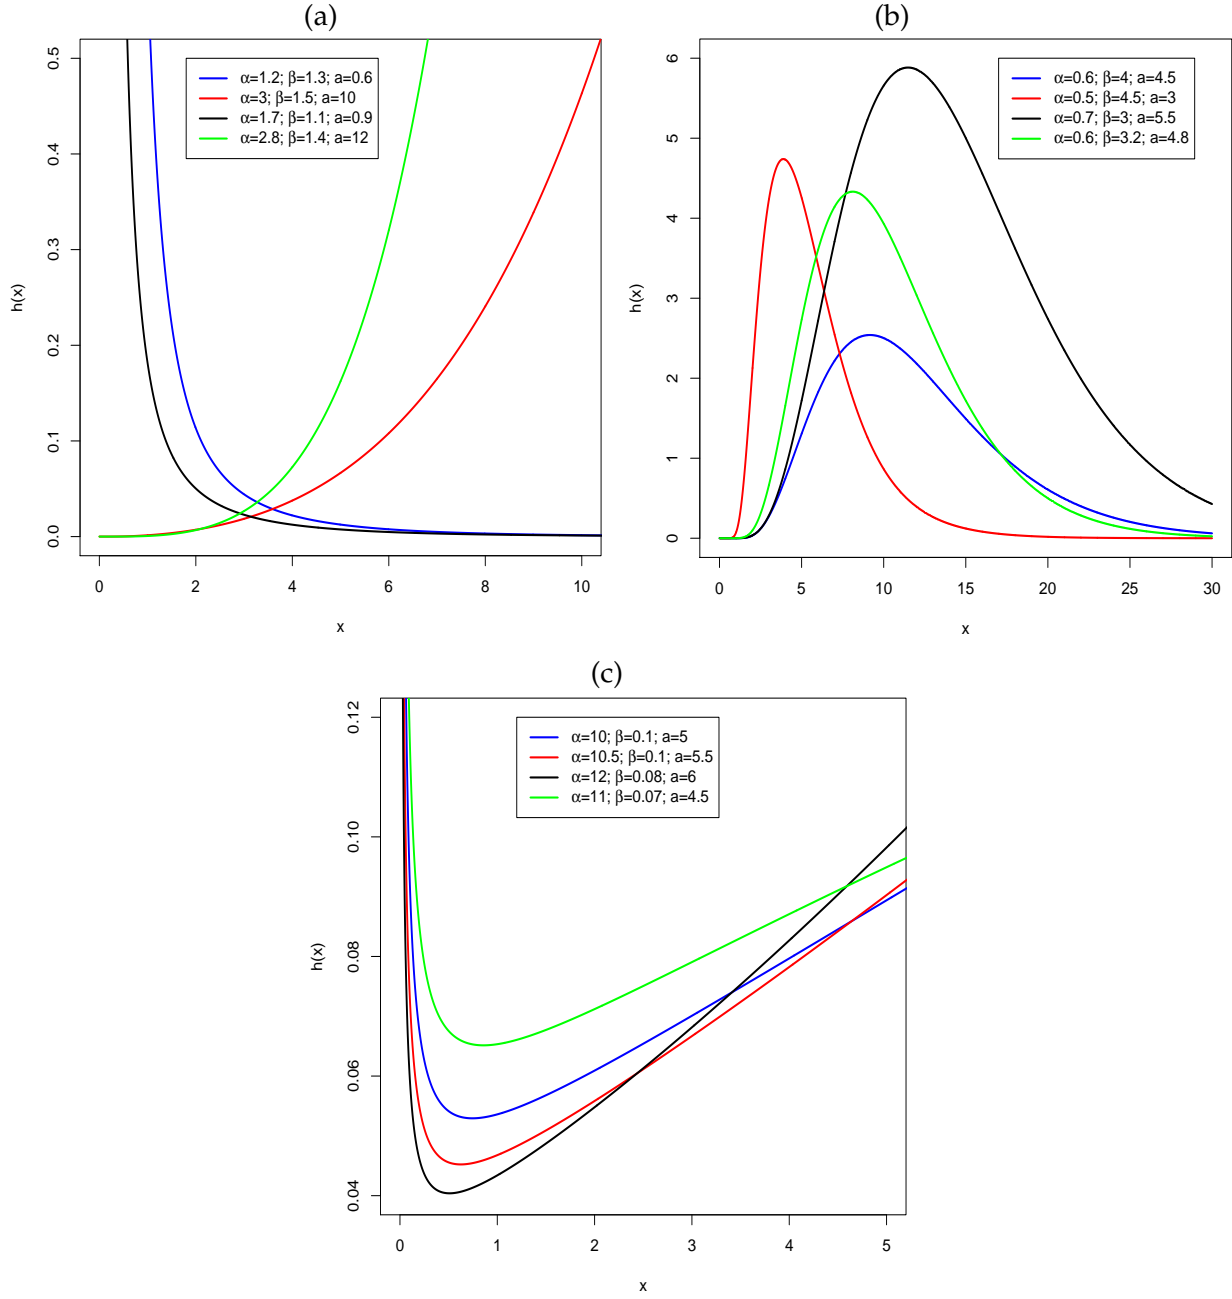 (a)
α=1.2; β=1.3; a=0.6
α=3; β=1.5; a=10
α=1.7; β=1.1; a=0.9
α=2.8; β=1.4; a=12
h(x)
0.5
0.4
0.3
0.2
0.1
0.0
0 2 4 6 8 10
x
(b)
α=0.6; β=4; a=4.5
α=0.5; β=4.5; a=3
α=0.7; β=3; a=5.5
α=0.6; β=3.2; a=4.8
h(x)
6
5
4
3
2
1
0
0 5 10 15 20 25 30
x
(c)
α=10; β=0.1; a=5
α=10.5; β=0.1; a=5.5
α=12; β=0.08; a=6
α=11; β=0.07; a=4.5
h(x)
0.12
0.10
0.08
0.06
0.04
0 1 2 3 4 5
x